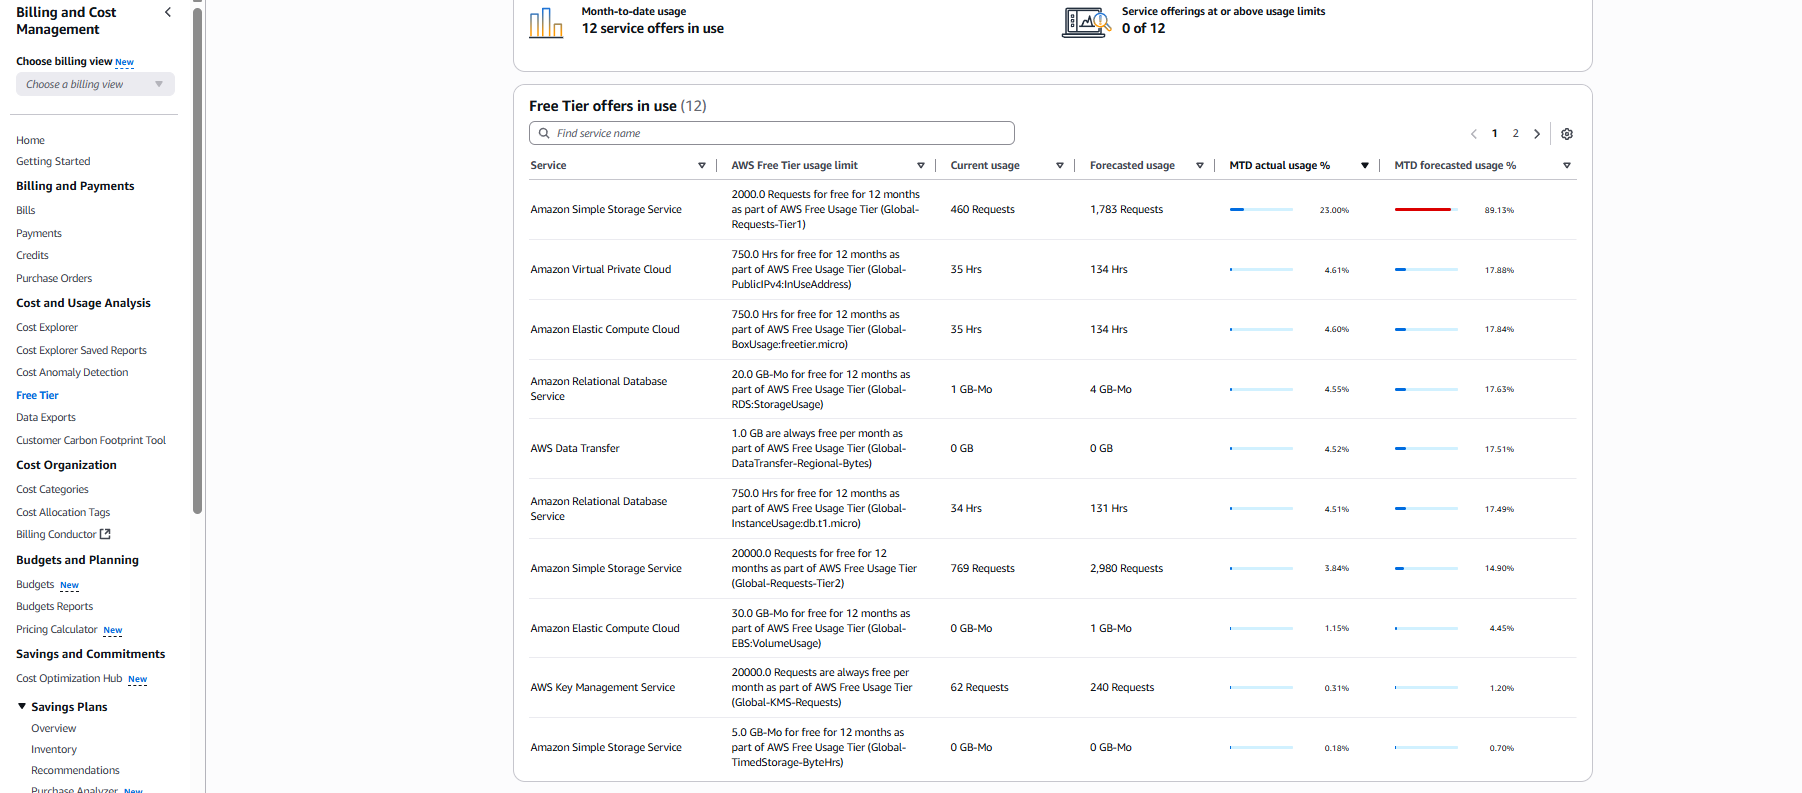 Billing and Cost
Management
Choose billing view New
Choose a billing view
Home
Getting Started
Billing and Payments
Bills
Payments
Credits
Purchase Orders
Cost and Usage Analysis
Cost Explorer
Cost Explorer Saved Reports
Cost Anomaly Detection
Free Tier
Data Exports
Customer Carbon Footprint Tool
Cost Organization
Cost Categories
Cost Allocation Tags
Billing Conductor
Budgets and Planning
Budgets New
Budgets Reports
Pricing Calculator New
Savings and Commitments
Cost Optimization Hub New
Savings Plans
Overview
Inventory
Recommendations
Purchase Analyzer New
Month-to-date usage
12 service offers in use
Service offerings at or above usage limits
0 of 12
Free Tier offers in use (12)
Find service name
1 2
Service AWS Free Tier usage limit Current usage Forecasted usage MTD actual usage % MTD forecasted usage %
2000.0 Requests for free for 12 months
Amazon Simple Storage Service as part of AWS Free Usage Tier (Global- 460 Requests 1,783 Requests 23.00% 89.13%
Requests-Tier1)
750.0 Hrs for free for 12 months as
Amazon Virtual Private Cloud part of AWS Free Usage Tier (Global- 35 Hrs 134 Hrs 4.61% 17.88%
PublicIPv4:InUseAddress)
750.0 Hrs for free for 12 months as
Amazon Elastic Compute Cloud part of AWS Free Usage Tier (Global- 35 Hrs 134 Hrs 4.60% 17.84%
BoxUsage:freetier.micro)
20.0 GB-Mo for free for 12 months as
Amazon Relational Database
Service part of AWS Free Usage Tier (Global- 1 GB-Mo 4 GB-Mo 4.55% 17.63%
RDS:StorageUsage)
1.0 GB are always free per month as
AWS Data Transfer part of AWS Free Usage Tier (Global- 0 GB 0 GB 4.52% 17.51%
DataTransfer-Regional-Bytes)
750.0 Hrs for free for 12 months as
Amazon Relational Database
Service part of AWS Free Usage Tier (Global- 34 Hrs 131 Hrs 4.51% 17.49%
InstanceUsage:db.t1.micro)
20000.0 Requests for free for 12
Amazon Simple Storage Service months as part of AWS Free Usage Tier 769 Requests 2,980 Requests 3.84% 14.90%
(Global-Requests-Tier2)
30.0 GB-Mo for free for 12 months as
Amazon Elastic Compute Cloud part of AWS Free Usage Tier (Global- 0 GB-Mo 1 GB-Mo 1.15% 4.45%
EBS:VolumeUsage)
20000.0 Requests are always free per
AWS Key Management Service month as part of AWS Free Usage Tier 62 Requests 240 Requests 0.31% 1.20%
(Global-KMS-Requests)
5.0 GB-Mo for free for 12 months as
Amazon Simple Storage Service part of AWS Free Usage Tier (Global- 0 GB-Mo 0 GB-Mo 0.18% 0.70%
TimedStorage-ByteHrs)